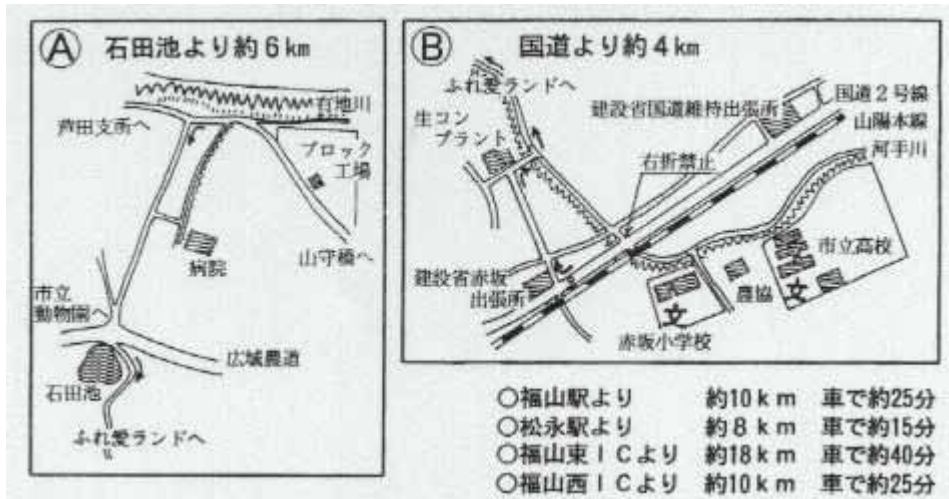 A 石田池より約6km
有地川
芦田支所へ
ブロック
工場
病院
山守橋へ
市立
動物園へ
広域農道
石田池
ふれ愛ランドへ
B 国道より約4km
ふれ愛ランドへ
建設省国道維持出張所
国道2号線
山陽本線
河手川
生コン
プラント
右折禁止
市立高校
建設省赤坂
出張所
農協
赤坂小学校
○福山駅より 約10km 車で約25分
○松永駅より 約8km 車で約15分
○福山東ICより 約18km 車で約40分
○福山西ICより 約10km 車で約25分